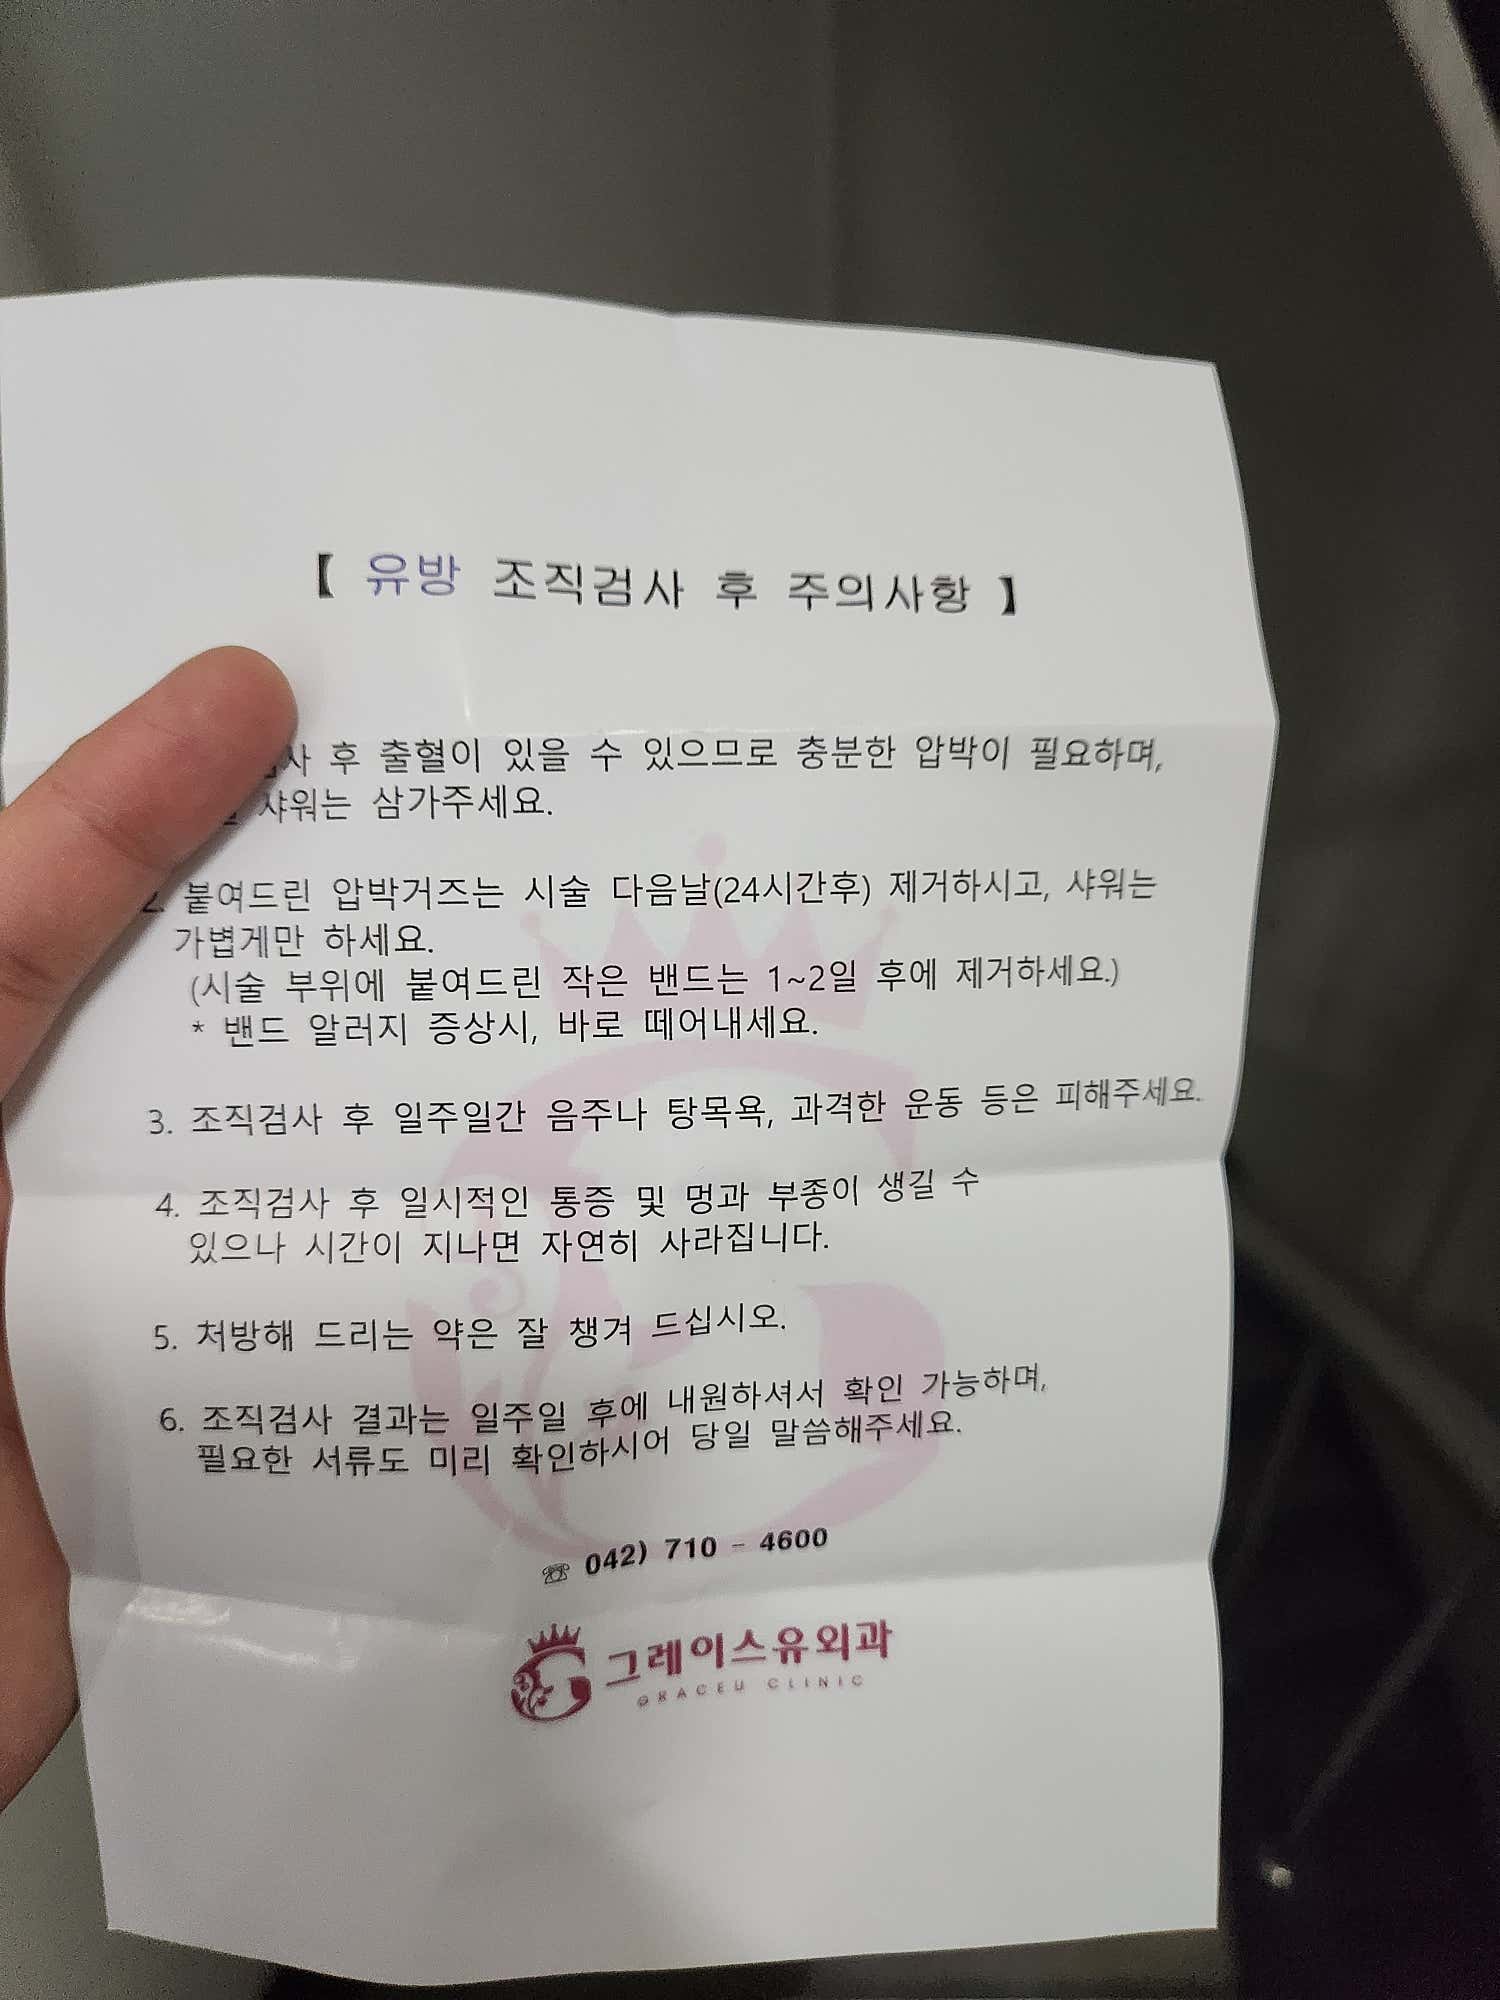 【 유방 조직검사 후 주의사항 】
후 출혈이 있을 수 있으므로 충분한 압박이 필요하며,
샤워는 삼가주세요.
2. 붙여드린 압박거즈는 시술 다음날(24시간후) 제거하시고, 샤워는
가볍게만 하세요.
(시술 부위에 붙여드린 작은 밴드는 1~2일 후에 제거하세요.)
* 밴드 알러지 증상시, 바로 떼어내세요.
3. 조직검사 후 일주일간 음주나 탕목욕, 과격한 운동 등은 피해주세요.
4. 조직검사 후 일시적인 통증 및 멍과 부종이 생길 수
있으나 시간이 지나면 자연히 사라집니다.
5. 처방해 드리는 약은 잘 챙겨 드십시오.
6. 조직검사 결과는 일주일 후에 내원하셔서 확인 가능하며,
필요한 서류도 미리 확인하시어 당일 말씀해주세요.
☏ 042) 710 - 4600
그레이스유외과
GRACEU CLINIC